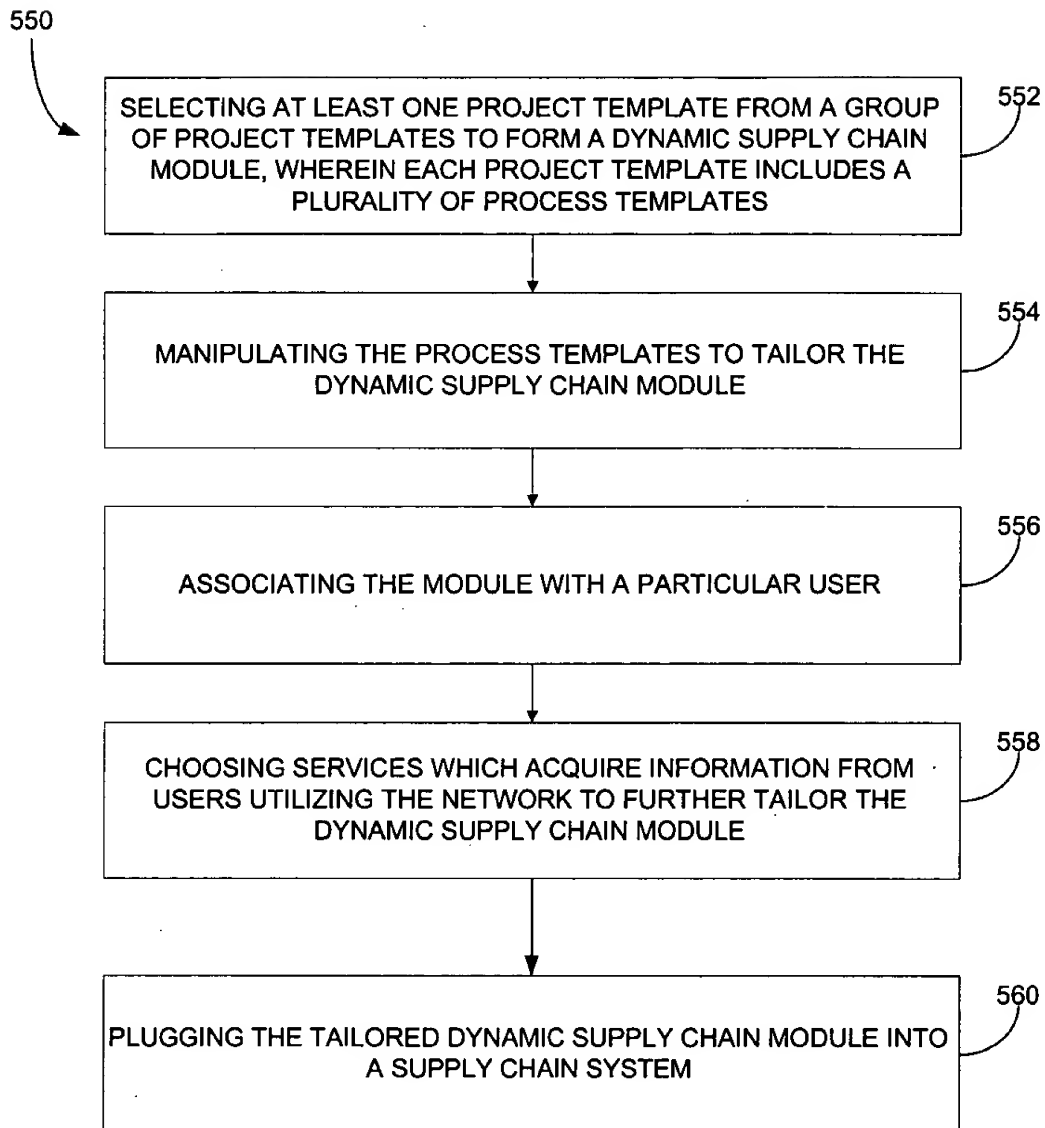 550
SELECTING AT LEAST ONE PROJECT TEMPLATE FROM A GROUP
OF PROJECT TEMPLATES TO FORM A DYNAMIC SUPPLY CHAIN
MODULE, WHEREIN EACH PROJECT TEMPLATE INCLUDES A
PLURALITY OF PROCESS TEMPLATES
552
MANIPULATING THE PROCESS TEMPLATES TO TAILOR THE
DYNAMIC SUPPLY CHAIN MODULE
554
ASSOCIATING THE MODULE WITH A PARTICULAR USER
556
CHOOSING SERVICES WHICH ACQUIRE INFORMATION FROM
USERS UTILIZING THE NETWORK TO FURTHER TAILOR THE
DYNAMIC SUPPLY CHAIN MODULE
558
PLUGGING THE TAILORED DYNAMIC SUPPLY CHAIN MODULE INTO
A SUPPLY CHAIN SYSTEM
560